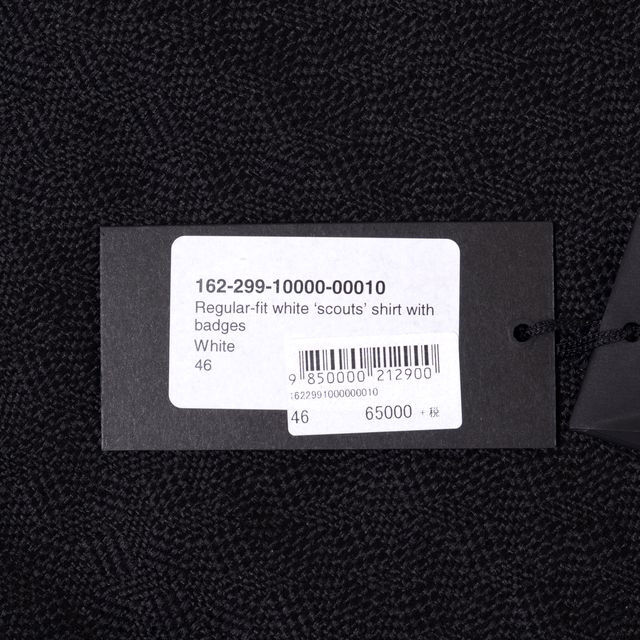 162-299-10000-00010
Regular-fit white ‘scouts’ shirt with
badges
White
46
9 850000 212900
1622991000000010
46 65000 + 税